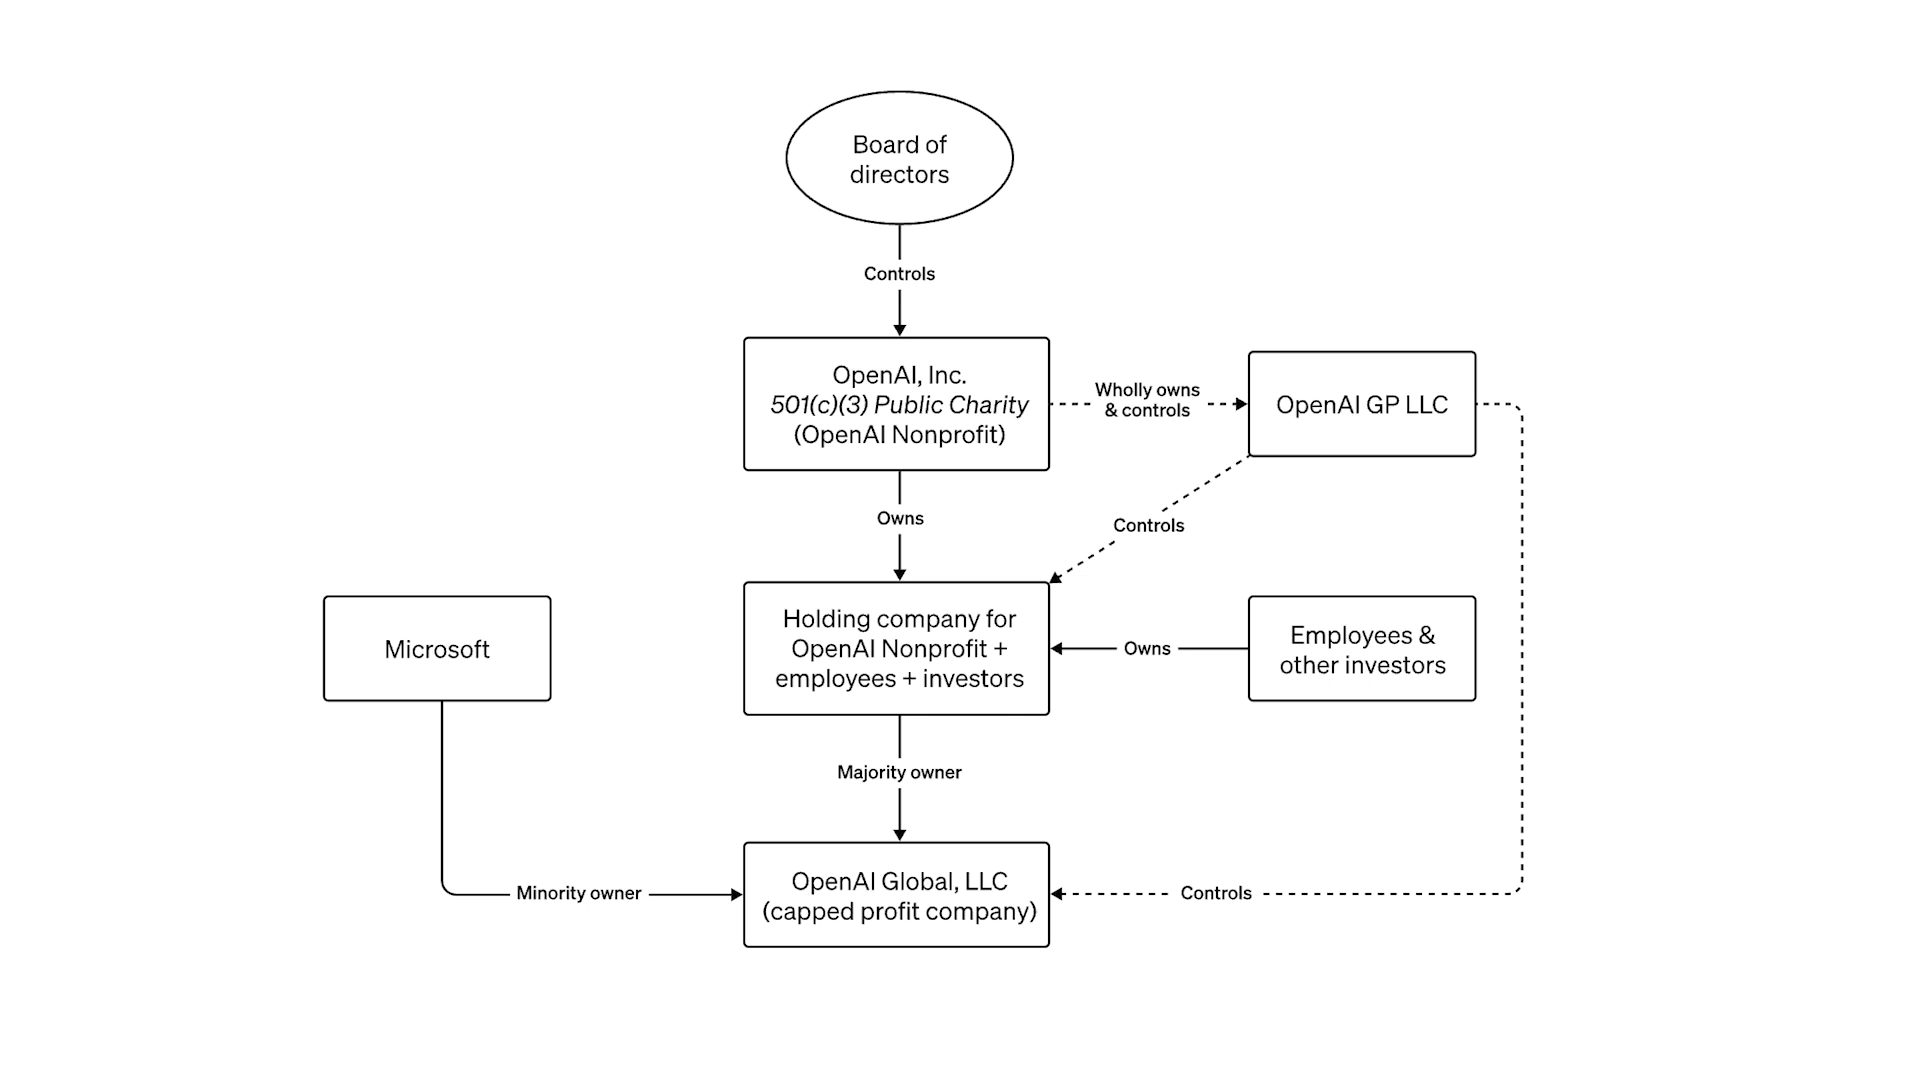 Board of
directors
Controls
OpenAI, Inc.
501(c)(3) Public Charity
(OpenAI Nonprofit)
Wholly owns
& controls
OpenAI GP LLC
Owns
Controls
Microsoft
Holding company for
OpenAI Nonprofit +
employees + investors
Owns
Employees &
other investors
Majority owner
Minority owner
OpenAI Global, LLC
(capped profit company)
Controls